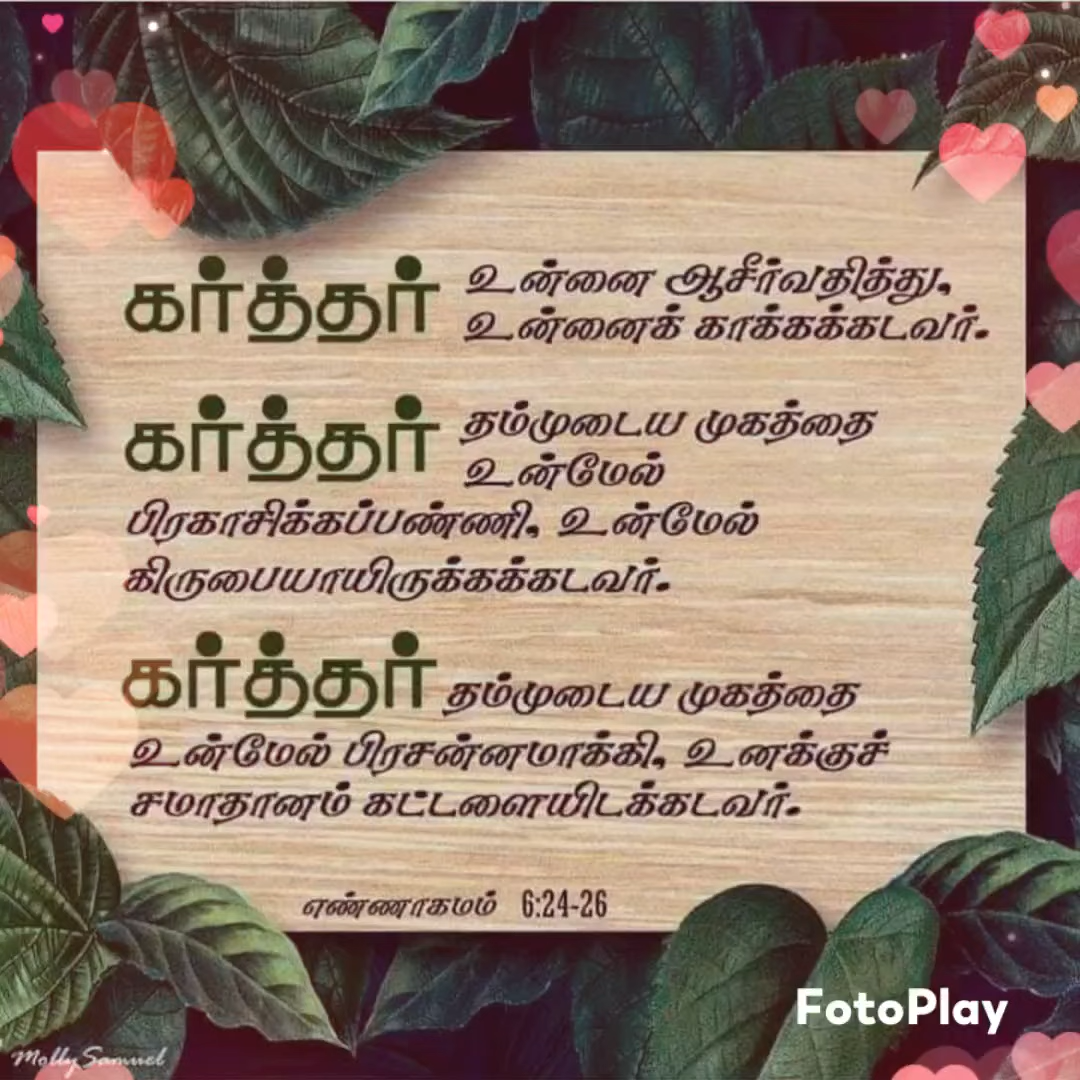 கர்த்தர் உன்னை ஆசீர்வதித்து,
உன்னைக் காக்கக்கடவர்.
கர்த்தர் தம்முடைய முகத்தை
உன்மேல்
பிரகாசிக்கப்பண்ணி, உன்மேல்
கிருபையாயிருக்கக்கடவர்.
கர்த்தர் தம்முடைய முகத்தை
உன்மேல் பிரசன்னமாக்கி, உனக்குச்
சமாதானம் கட்டளையிடக்கடவர்.
எண்ணாகமம் 6:24-26
FotoPlay
Molly Samuel